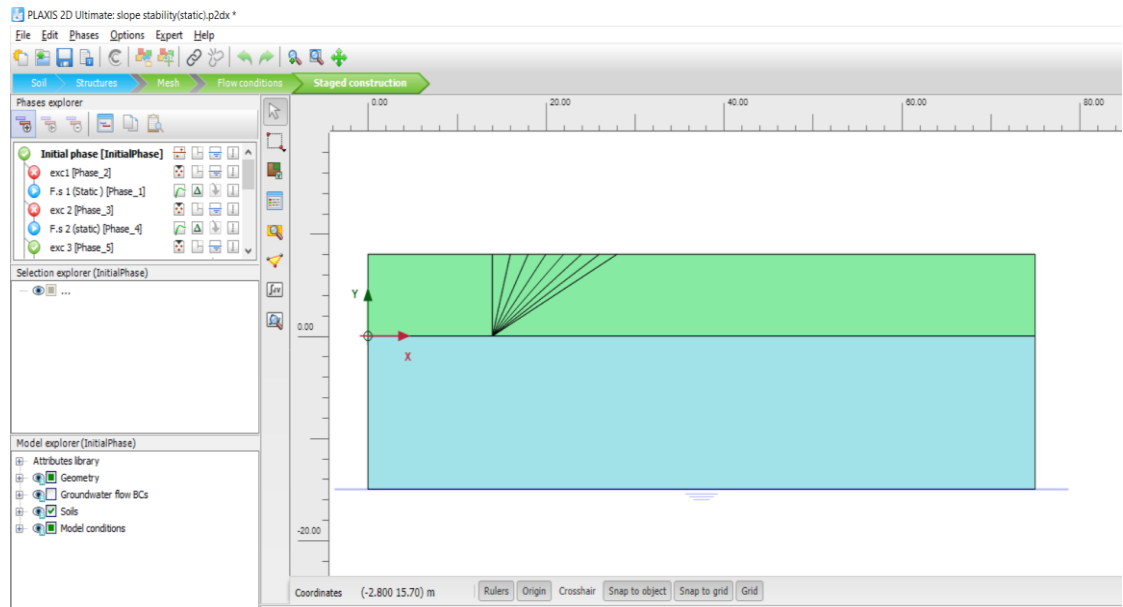 PLAXIS 2D Ultimate: slope stability(static).p2dx *
File Edit Phases Options Expert Help
Soil Structures Mesh Flow conditions Staged construction
Phases explorer
Initial phase [InitialPhase]
exc1 [Phase_2]
F.s 1 (Static ) [Phase_1]
exc 2 [Phase_3]
F.s 2 (static) [Phase_4]
exc 3 [Phase_5]
Selection explorer (InitialPhase)
...
Model explorer (InitialPhase)
Attributes library
Geometry
Groundwater flow BCs
Soils
Model conditions
0.00 20.00 40.00 60.00 80.00
Y
0.00
X
-20.00
Coordinates (-2.800 15.70) m Rulers Origin Crosshair Snap to object Snap to grid Grid